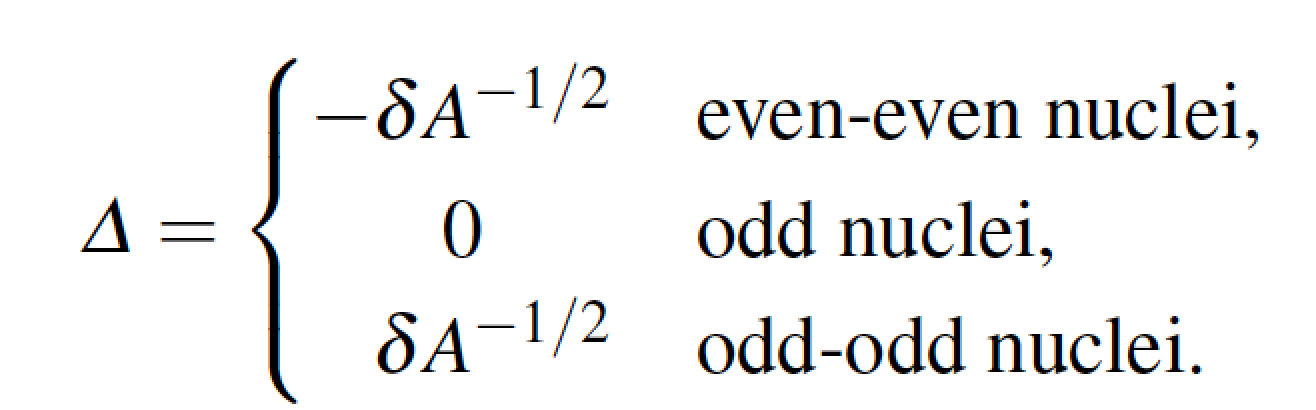 −δA−1/2 even-even nuclei,
Δ = { 0 odd nuclei,
δA−1/2 odd-odd nuclei.